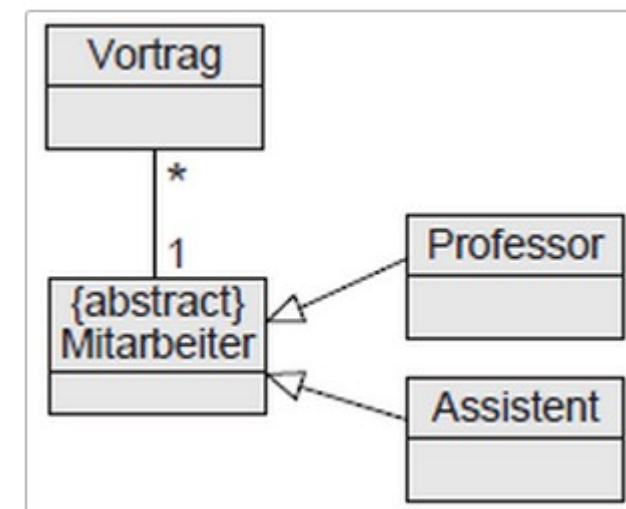 Vortrag
*
1
{abstract}
Mitarbeiter
Professor
Assistent